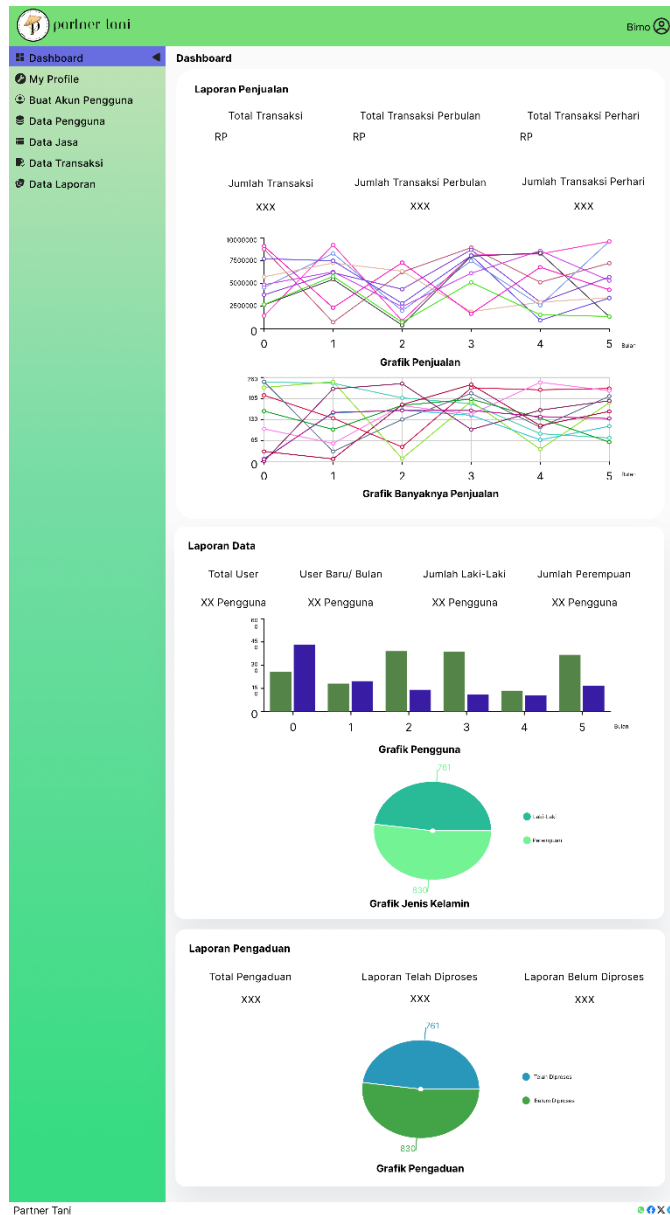 partner tani
Bimo
Dashboard
My Profile
Buat Akun Pengguna
Data Pengguna
Data Jasa
Data Transaksi
Data Laporan
Dashboard
Laporan Penjualan
Total Transaksi Total Transaksi Perbulan Total Transaksi Perhari
RP RP RP
Jumlah Transaksi Jumlah Transaksi Perbulan Jumlah Transaksi Perhari
XXX XXX XXX
10000000
7500000
5000000
2500000
0
0 1 2 3 4 5 Bulan
Grafik Penjualan
65
0
0 1 2 3 4 5 Bulan
Grafik Banyaknya Penjualan
Laporan Data
Total User User Baru/ Bulan Jumlah Laki-Laki Jumlah Perempuan
XX Pengguna XX Pengguna XX Pengguna XX Pengguna
0
0 1 2 3 4 5 Bulan
Grafik Pengguna
761
Laki-Laki
Perempuan
830
Grafik Jenis Kelamin
Laporan Pengaduan
Total Pengaduan Laporan Telah Diproses Laporan Belum Diproses
XXX XXX XXX
761
Telah Diproses
Belum Diproses
830
Grafik Pengaduan
Partner Tani